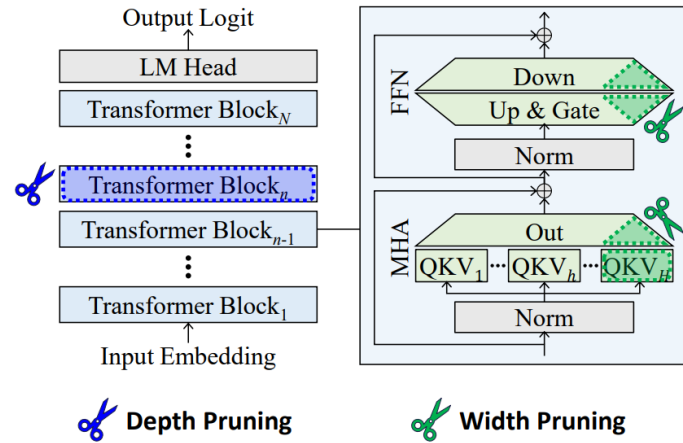 Output Logit
LM Head
Transformer Block_N
Transformer Block_n
Transformer Block_{n-1}
Transformer Block_1
Input Embedding
FFN
Down
Up & Gate
Norm
MHA
Out
QKV_1 ··· QKV_h ··· QKV_H
Norm
Depth Pruning
Width Pruning